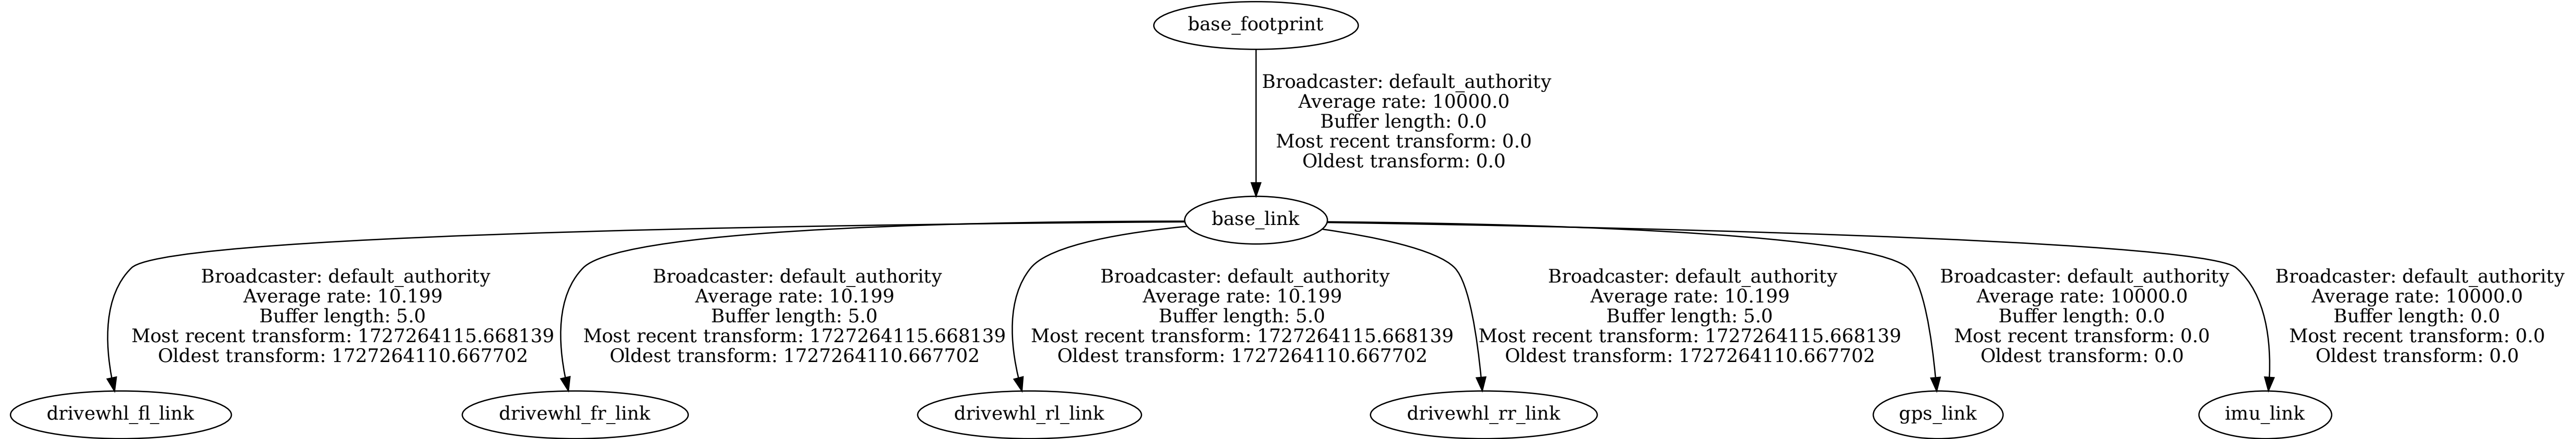 base_footprint
Broadcaster: default_authority
Average rate: 10000.0
Buffer length: 0.0
Most recent transform: 0.0
Oldest transform: 0.0
base_link
Broadcaster: default_authority
Average rate: 10.199
Buffer length: 5.0
Most recent transform: 1727264115.668139
Oldest transform: 1727264110.667702
Broadcaster: default_authority
Average rate: 10.199
Buffer length: 5.0
Most recent transform: 1727264115.668139
Oldest transform: 1727264110.667702
Broadcaster: default_authority
Average rate: 10.199
Buffer length: 5.0
Most recent transform: 1727264115.668139
Oldest transform: 1727264110.667702
Broadcaster: default_authority
Average rate: 10.199
Buffer length: 5.0
Most recent transform: 1727264115.668139
Oldest transform: 1727264110.667702
Broadcaster: default_authority
Average rate: 10000.0
Buffer length: 0.0
Most recent transform: 0.0
Oldest transform: 0.0
Broadcaster: default_authority
Average rate: 10000.0
Buffer length: 0.0
Most recent transform: 0.0
Oldest transform: 0.0
drivewhl_fl_link
drivewhl_fr_link
drivewhl_rl_link
drivewhl_rr_link
gps_link
imu_link